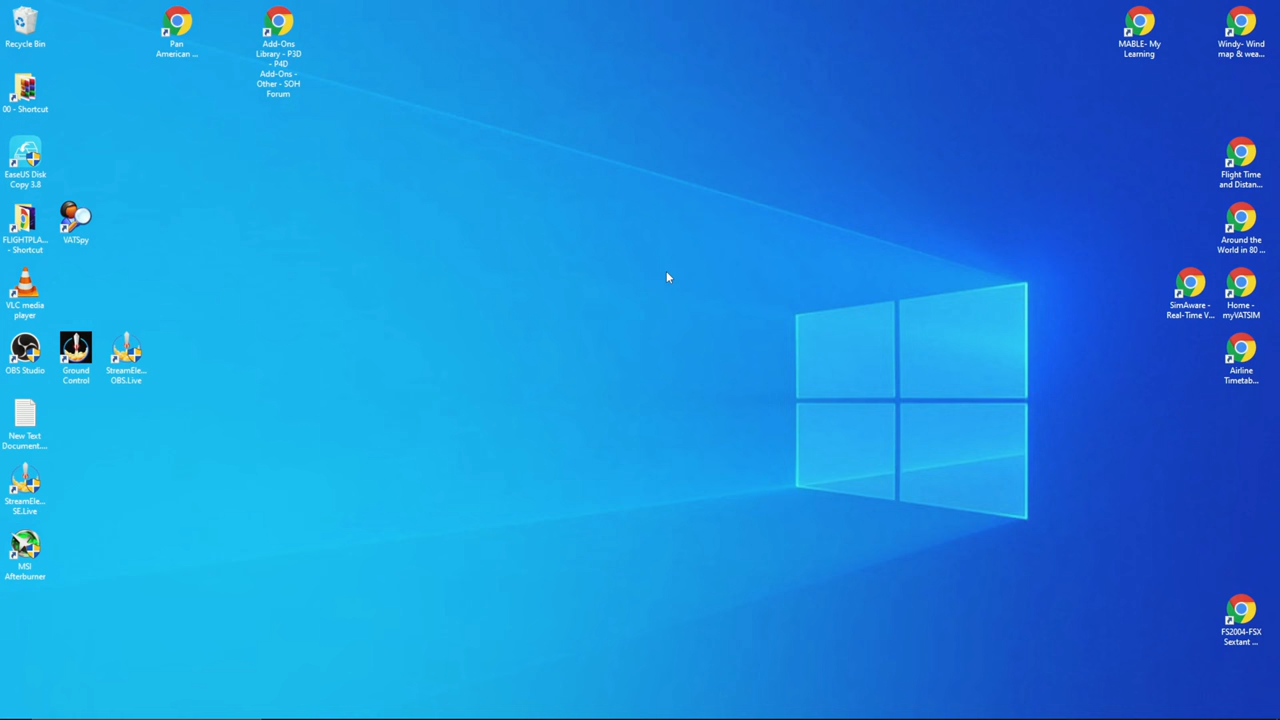 Recycle Bin
Pan
American ...
Add-Ons
Library - P3D
- P4D
Add-Ons -
Other - SOH
Forum
MABLE- My
Learning
Windy- Wind
map & wea...
00 - Shortcut
EaseUS Disk
Copy 3.8
Flight Time
and Distan...
FLIGHTPLA...
- Shortcut
VATSpy
Around the
World in 80 ...
VLC media
player
SimAware -
Real-Time V...
Home -
myVATSIM
OBS Studio
Ground
Control
StreamEle...
OBS.Live
Airline
Timetab...
New Text
Document....
StreamEle...
SE.Live
MSI
Afterburner
FS2004-FSX
Sextant ...